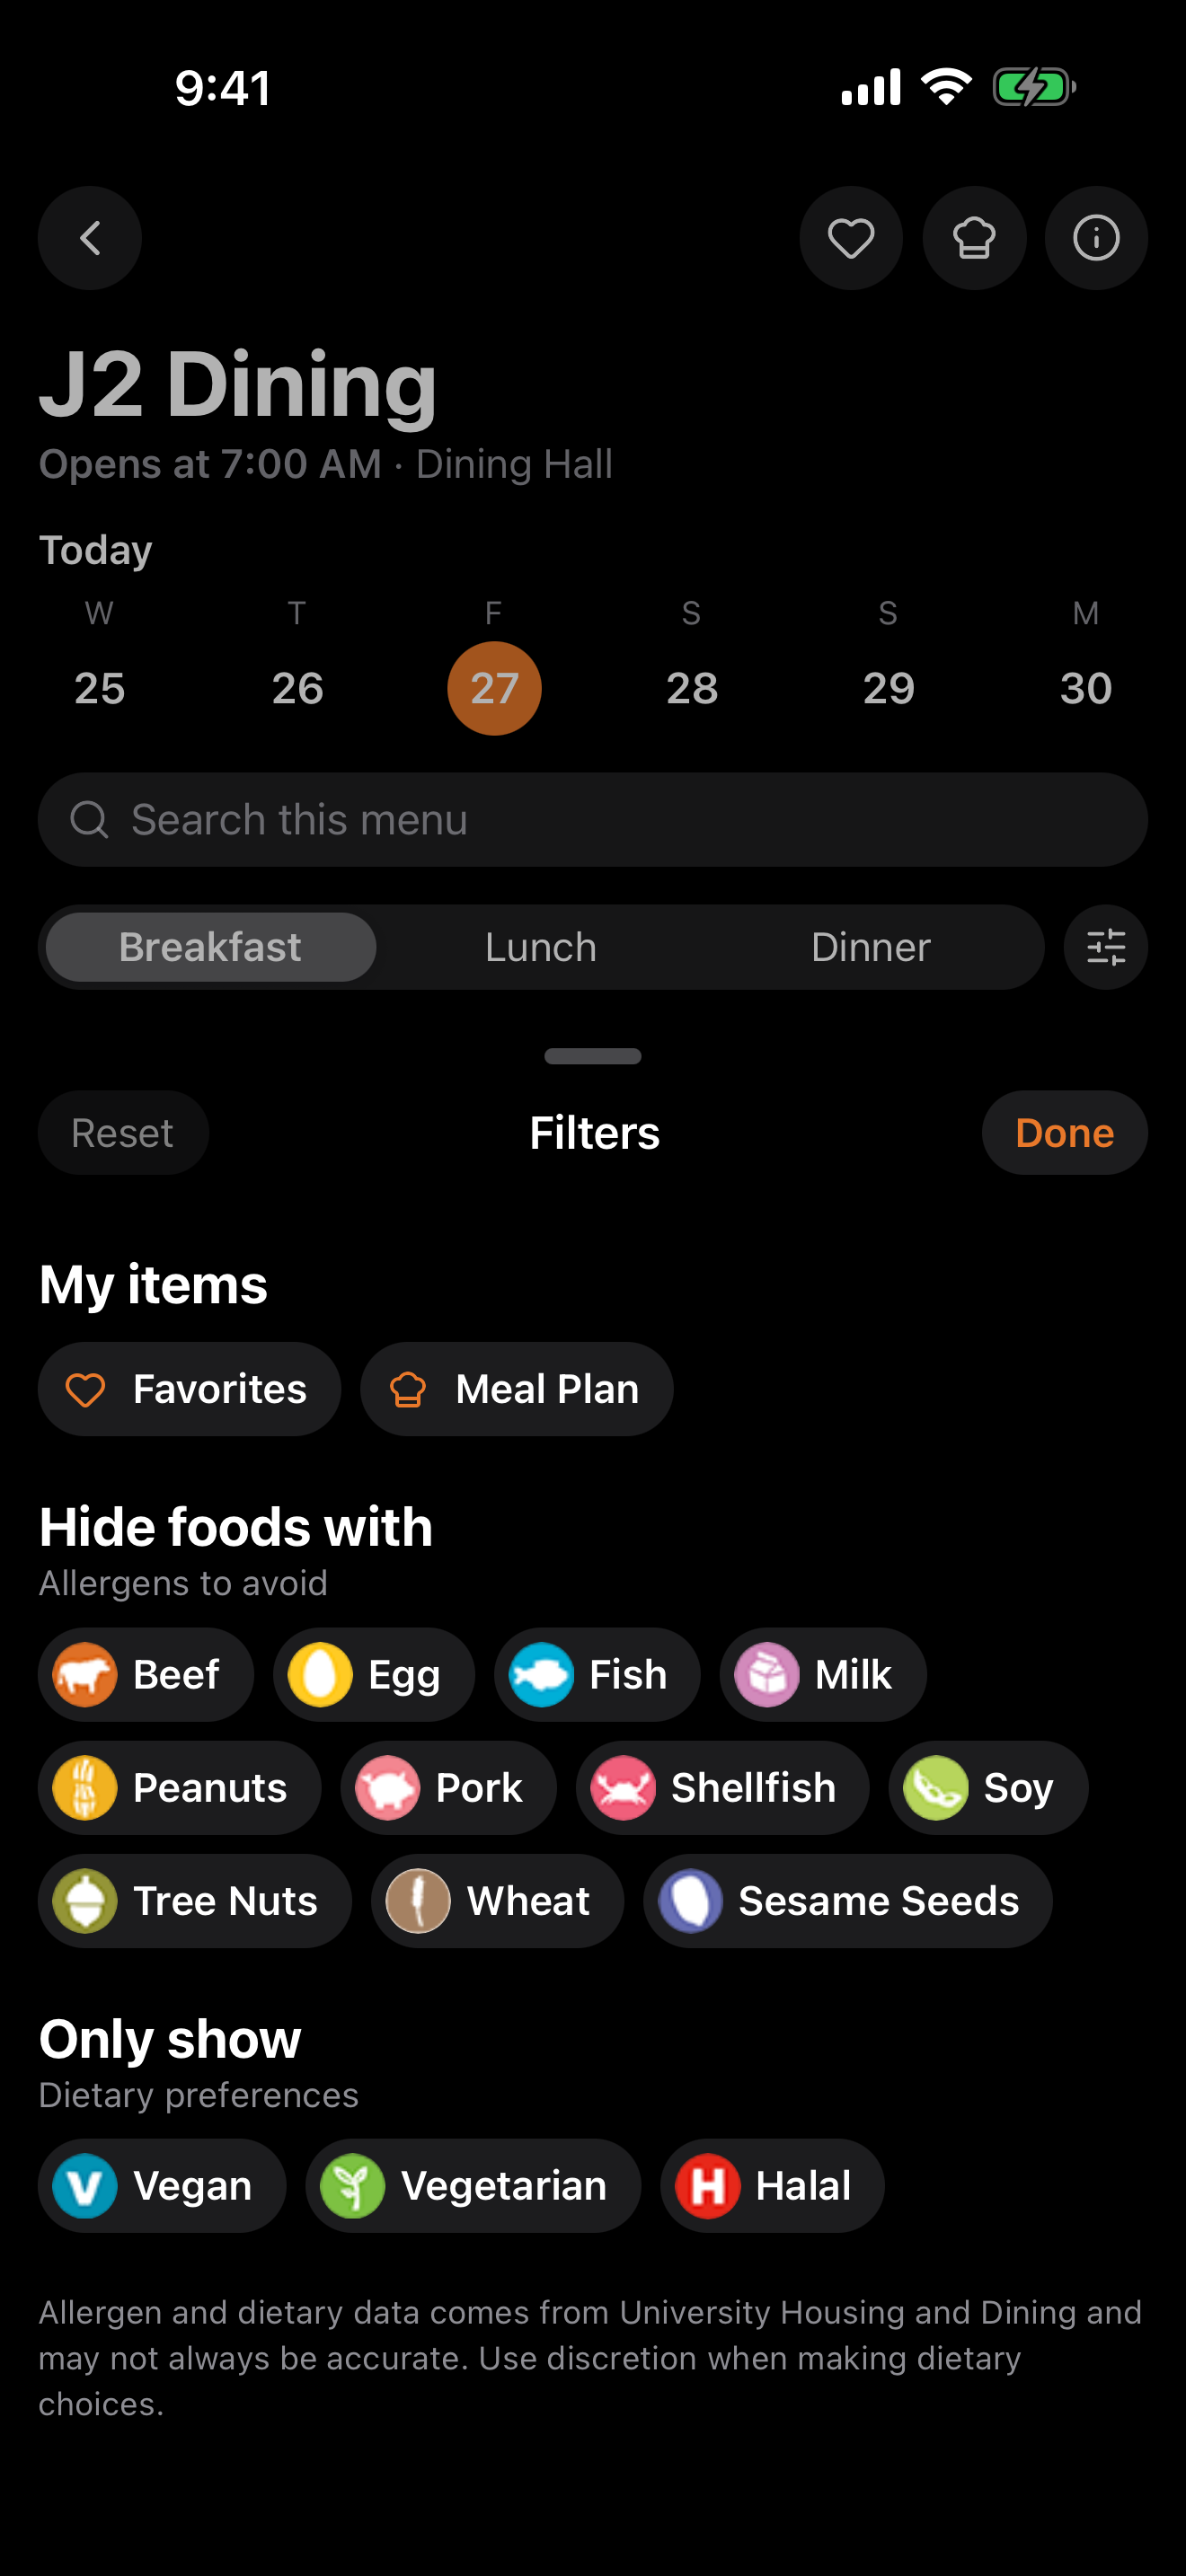 9:41
J2 Dining
Opens at 7:00 AM · Dining Hall
Today
W T F S S M
25 26 27 28 29 30
Search this menu
Breakfast Lunch Dinner
Reset Filters Done
My items
Favorites Meal Plan
Hide foods with
Allergens to avoid
Beef Egg Fish Milk
Peanuts Pork Shellfish Soy
Tree Nuts Wheat Sesame Seeds
Only show
Dietary preferences
V Vegan Vegetarian H Halal
Allergen and dietary data comes from University Housing and Dining and
may not always be accurate. Use discretion when making dietary
choices.